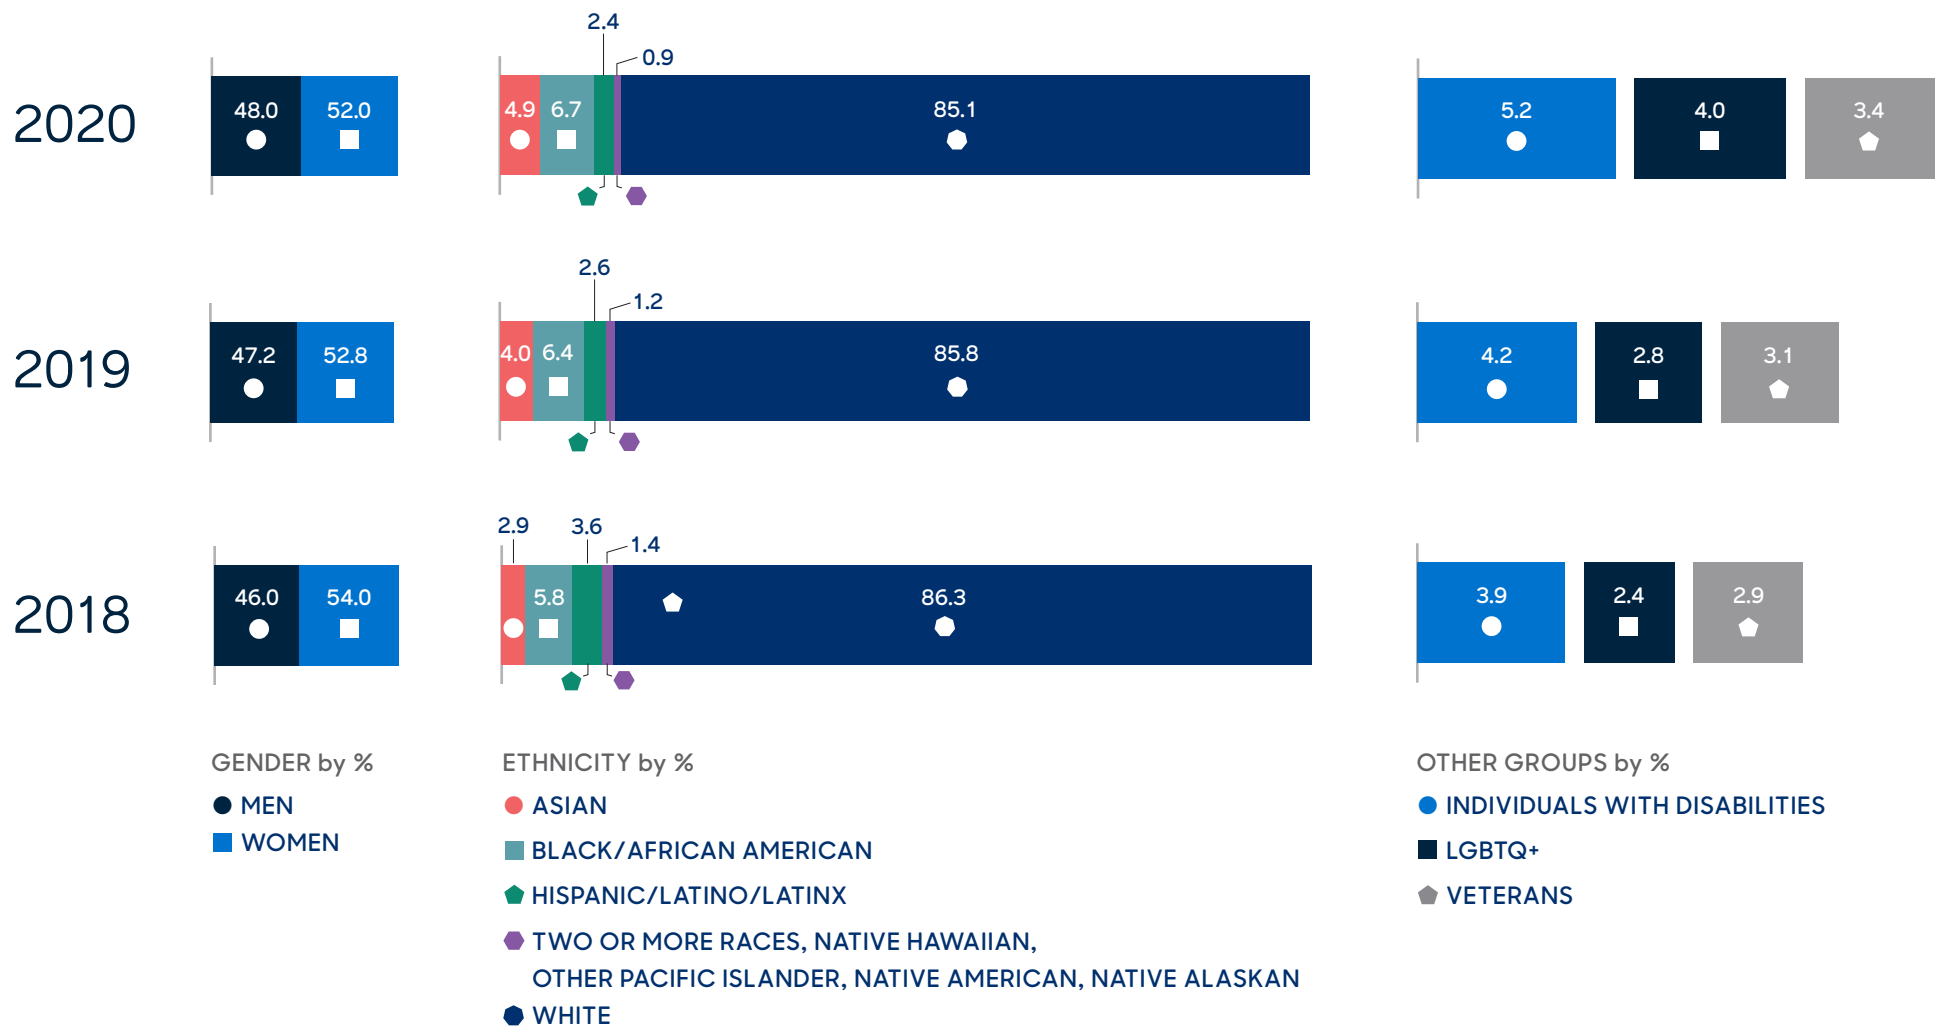 2.4
0.9
2020
48.0 52.0
4.9 6.7 85.1
5.2 4.0 3.4
2.6
1.2
2019
47.2 52.8
4.0 6.4 85.8
4.2 2.8 3.1
2.9 3.6 1.4
2018
46.0 54.0
5.8 86.3
3.9 2.4 2.9
GENDER by %
MEN
WOMEN
ETHNICITY by %
ASIAN
BLACK/AFRICAN AMERICAN
HISPANIC/LATINO/LATINX
TWO OR MORE RACES, NATIVE HAWAIIAN,
OTHER PACIFIC ISLANDER, NATIVE AMERICAN, NATIVE ALASKAN
WHITE
OTHER GROUPS by %
INDIVIDUALS WITH DISABILITIES
LGBTQ+
VETERANS